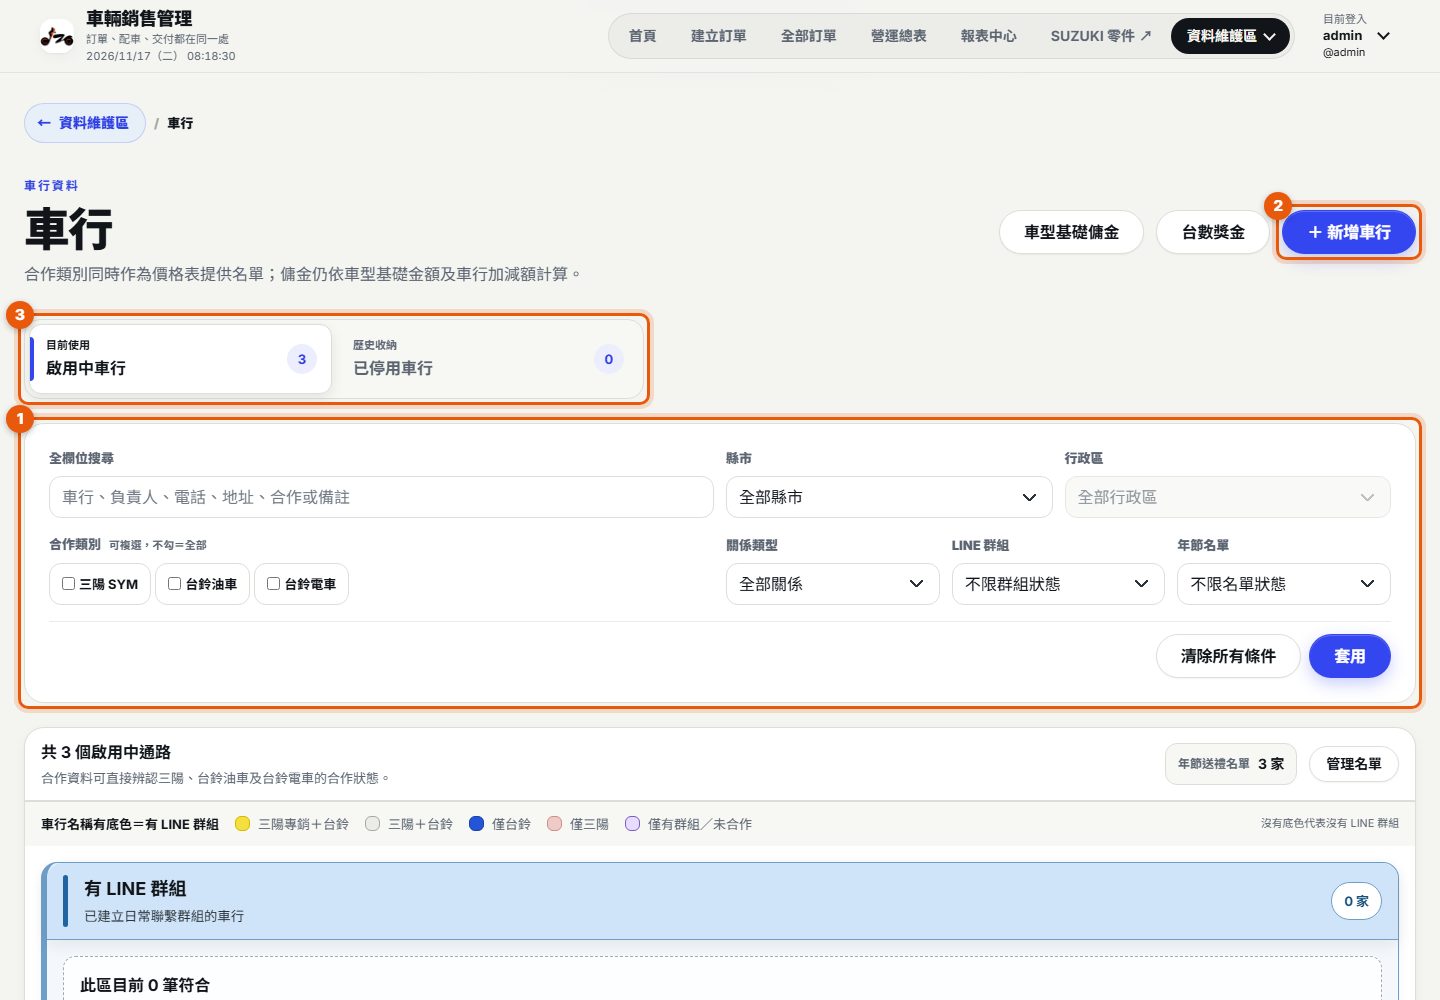 車輛銷售管理
訂單、配車、交付都在同一處
2026/11/17（二） 08:18:30
首頁
建立訂單
全部訂單
營運總表
報表中心
SUZUKI 零件 ↗
資料維護區
目前登入
admin
@admin
← 資料維護區 / 車行
車行資料
車行
合作類別同時作為價格表提供名單；傭金仍依車型基礎金額及車行加減額計算。
車型基礎傭金
台數獎金
2
＋ 新增車行
3
目前使用
啟用中車行
3
歷史收納
已停用車行
0
1
全欄位搜尋
車行、負責人、電話、地址、合作或備註
縣市
全部縣市
行政區
全部行政區
合作類別 可複選，不勾＝全部
三陽 SYM
台鈴油車
台鈴電車
關係類型
全部關係
LINE 群組
不限群組狀態
年節名單
不限名單狀態
清除所有條件
套用
共 3 個啟用中通路
合作資料可直接辨認三陽、台鈴油車及台鈴電車的合作狀態。
年節送禮名單 3 家
管理名單
車行名稱有底色＝有 LINE 群組
三陽專銷＋台鈴
三陽＋台鈴
僅台鈴
僅三陽
僅有群組／未合作
沒有底色代表沒有 LINE 群組
有 LINE 群組
已建立日常聯繫群組的車行
0 家
此區目前 0 筆符合